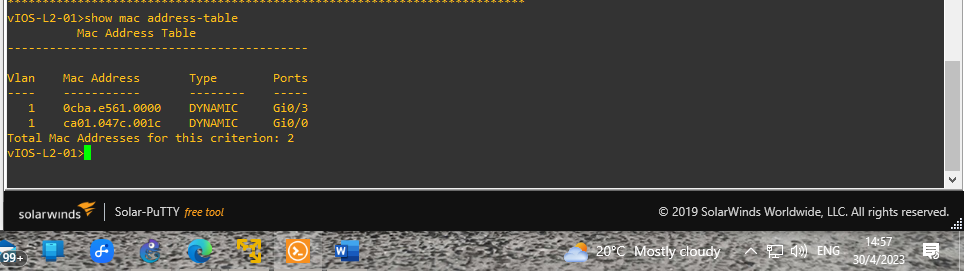 ************************************************************************
vIOS-L2-01>show mac address-table
Mac Address Table
-------------------------------------------
Vlan    Mac Address       Type        Ports
----    -----------       --------    -----
1    0cba.e561.0000    DYNAMIC     Gi0/3
1    ca01.047c.001c    DYNAMIC     Gi0/0
Total Mac Addresses for this criterion: 2
vIOS-L2-01>
solarwinds Solar-PuTTY free tool © 2019 SolarWinds Worldwide, LLC. All rights reserved.
99+ W 20°C Mostly cloudy ENG 14:57
30/4/2023